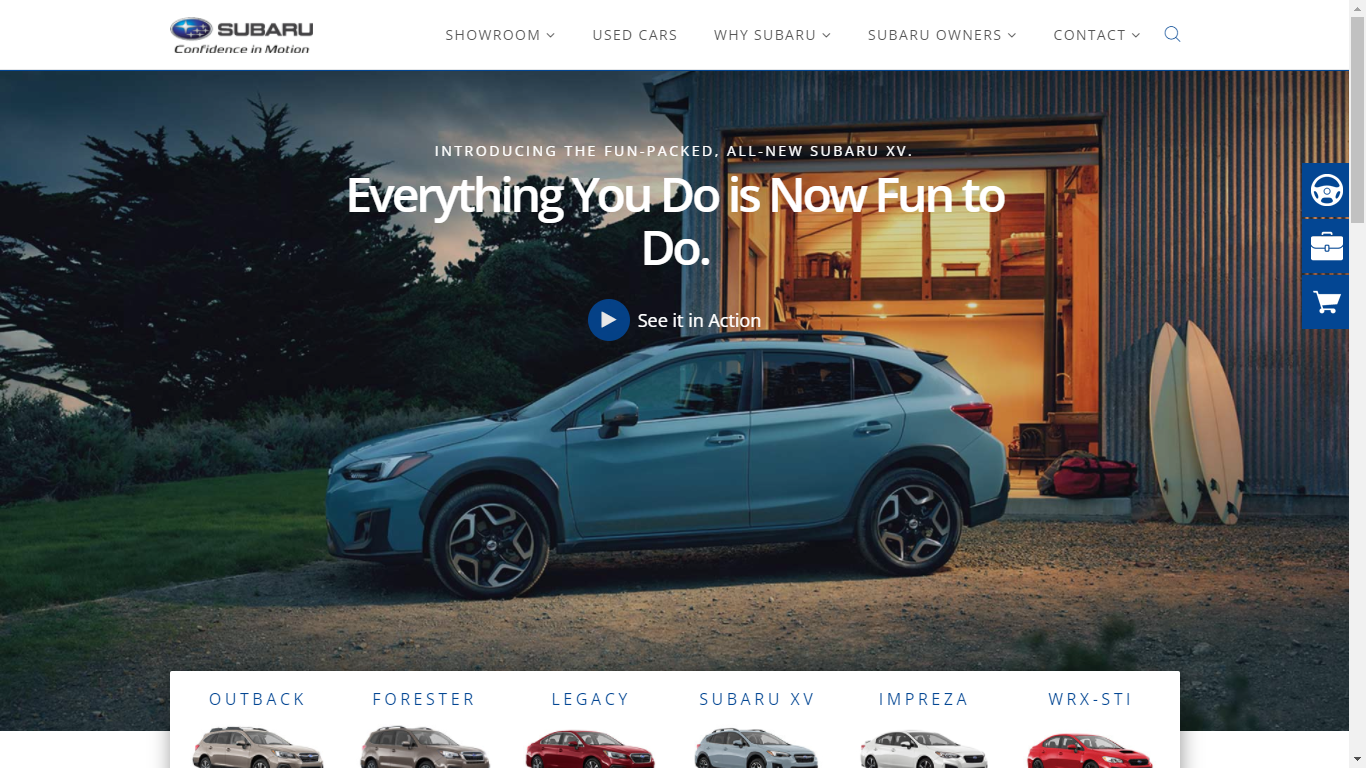 SUBARU
Confidence in Motion
SHOWROOM
USED CARS
WHY SUBARU
SUBARU OWNERS
CONTACT
INTRODUCING THE FUN-PACKED, ALL-NEW SUBARU XV.
Everything You Do is Now Fun to
Do.
See it in Action
OUTBACK
FORESTER
LEGACY
SUBARU XV
IMPREZA
WRX-STI